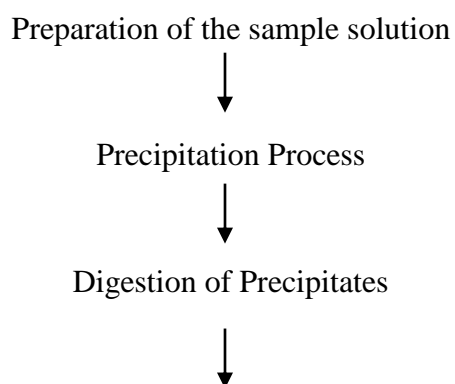 Preparation of the sample solution
Precipitation Process
Digestion of Precipitates